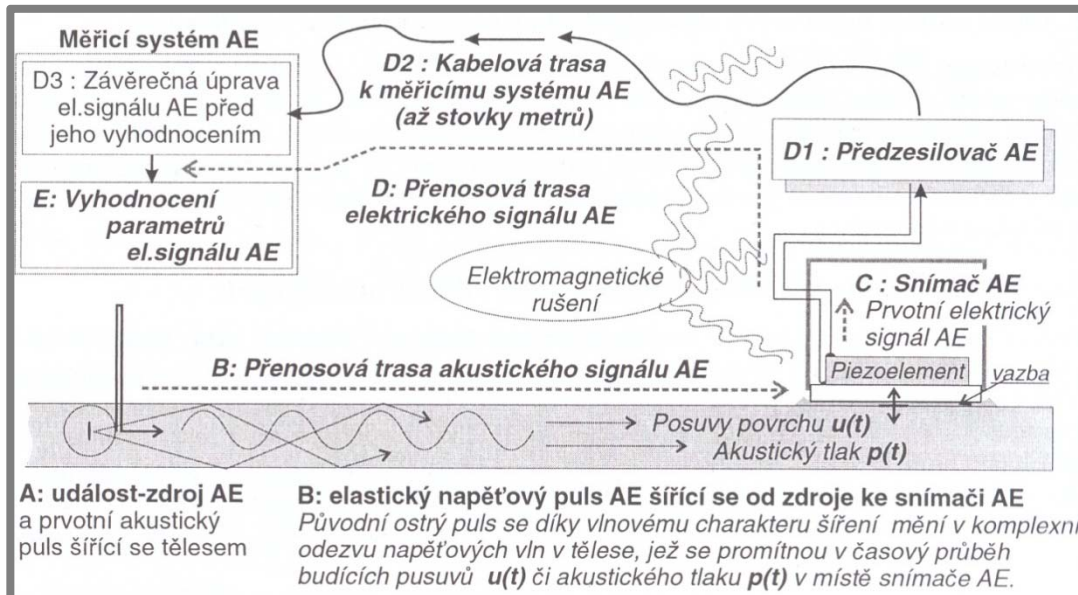 Měřicí systém AE
D3 : Závěrečná úprava
el.signálu AE před
jeho vyhodnocením
E: Vyhodnocení
parametrů
el.signálu AE
D2 : Kabelová trasa
k měřicímu systému AE
(až stovky metrů)
D: Přenosová trasa
elektrického signálu AE
Elektromagnetické
rušení
D1 : Předzesilovač AE
C : Snímač AE
Prvotní elektrický
signál AE
Piezoelement
vazba
B: Přenosová trasa akustického signálu AE
Posuvy povrchu u(t)
Akustický tlak p(t)
A: událost-zdroj AE
a prvotní akustický
puls šířící se tělesem
B: elastický napěťový puls AE šířící se od zdroje ke snímači AE
Původní ostrý puls se díky vlnovému charakteru šíření mění v komplexní
odezvu napěťových vln v tělese, jež se promítnou v časový průběh
budících pusuvů u(t) či akustického tlaku p(t) v místě snímače AE.